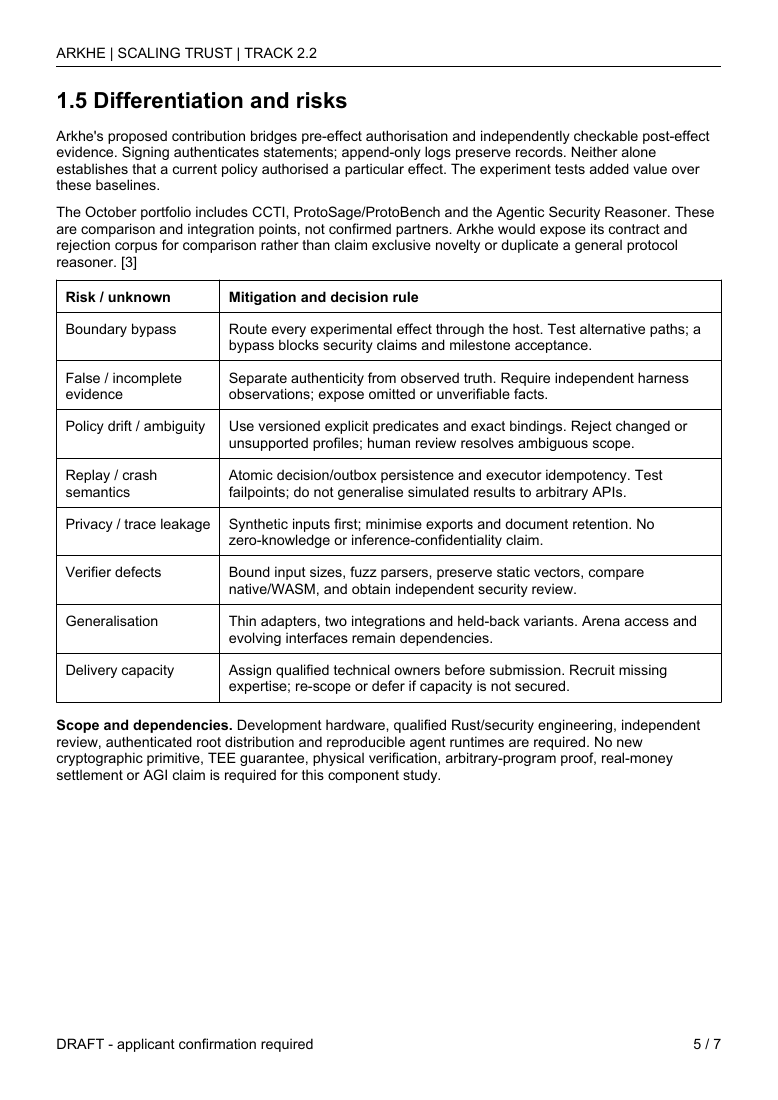 ARKHE | SCALING TRUST | TRACK 2.2
1.5 Differentiation and risks
Arkhe's proposed contribution bridges pre-effect authorisation and independently checkable post-effect
evidence. Signing authenticates statements; append-only logs preserve records. Neither alone
establishes that a current policy authorised a particular effect. The experiment tests added value over
these baselines.
The October portfolio includes CCTI, ProtoSage/ProtoBench and the Agentic Security Reasoner. These
are comparison and integration points, not confirmed partners. Arkhe would expose its contract and
rejection corpus for comparison rather than claim exclusive novelty or duplicate a general protocol
reasoner. [3]
Risk / unknown
Mitigation and decision rule
Boundary bypass
Route every experimental effect through the host. Test alternative paths; a
bypass blocks security claims and milestone acceptance.
False / incomplete
evidence
Separate authenticity from observed truth. Require independent harness
observations; expose omitted or unverifiable facts.
Policy drift / ambiguity
Use versioned explicit predicates and exact bindings. Reject changed or
unsupported profiles; human review resolves ambiguous scope.
Replay / crash
semantics
Atomic decision/outbox persistence and executor idempotency. Test
failpoints; do not generalise simulated results to arbitrary APIs.
Privacy / trace leakage
Synthetic inputs first; minimise exports and document retention. No
zero-knowledge or inference-confidentiality claim.
Verifier defects
Bound input sizes, fuzz parsers, preserve static vectors, compare
native/WASM, and obtain independent security review.
Generalisation
Thin adapters, two integrations and held-back variants. Arena access and
evolving interfaces remain dependencies.
Delivery capacity
Assign qualified technical owners before submission. Recruit missing
expertise; re-scope or defer if capacity is not secured.
Scope and dependencies. Development hardware, qualified Rust/security engineering, independent
review, authenticated root distribution and reproducible agent runtimes are required. No new
cryptographic primitive, TEE guarantee, physical verification, arbitrary-program proof, real-money
settlement or AGI claim is required for this component study.
DRAFT - applicant confirmation required
5 / 7